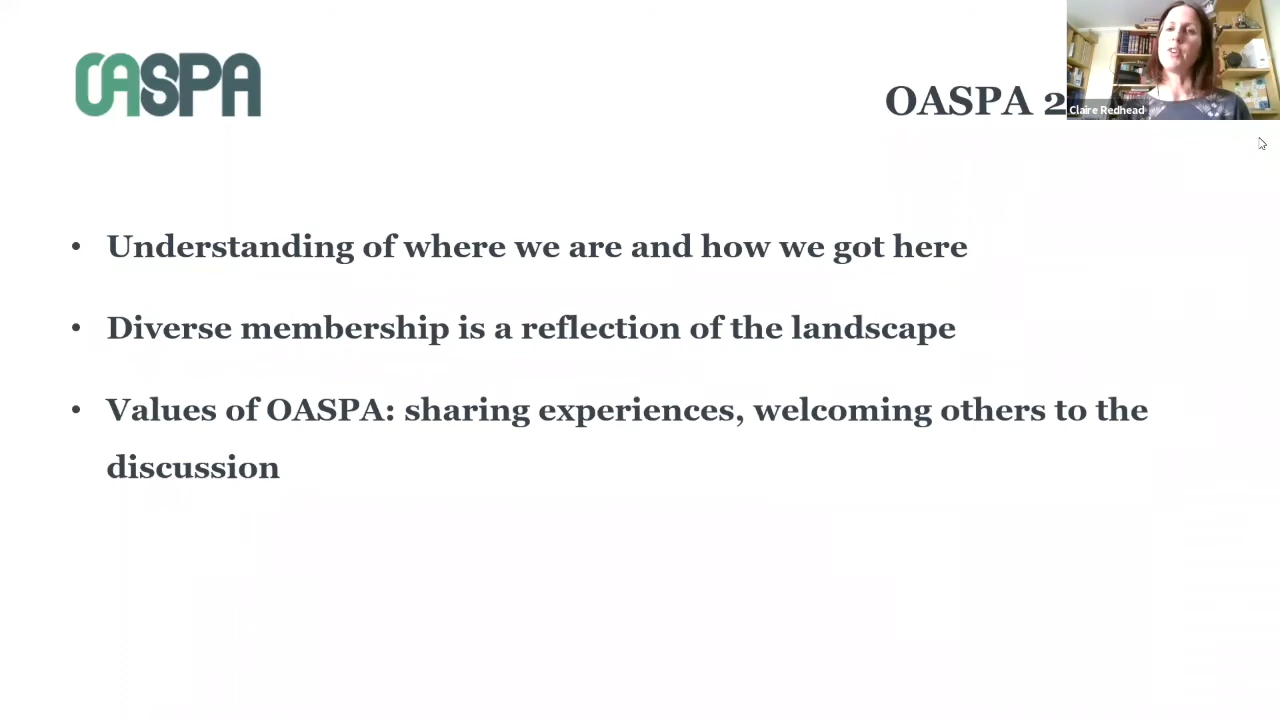 OASPA
OASPA 2
Claire Redhead
• Understanding of where we are and how we got here
• Diverse membership is a reflection of the landscape
• Values of OASPA: sharing experiences, welcoming others to the
discussion